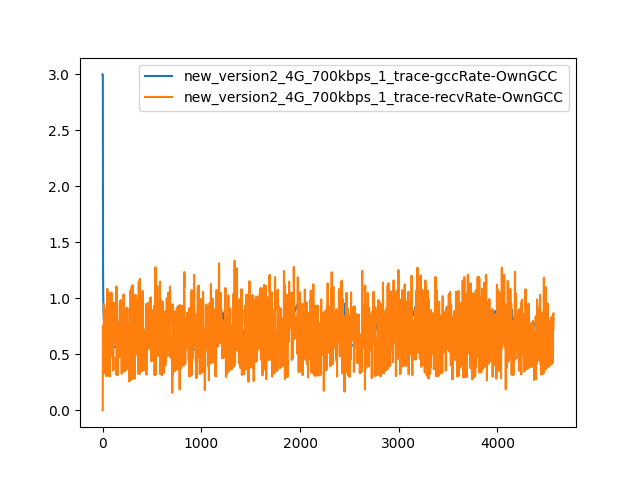 new_version2_4G_700kbps_1_trace-gccRate-OwnGCC
new_version2_4G_700kbps_1_trace-recvRate-OwnGCC
3.0
2.5
2.0
1.5
1.0
0.5
0.0
0 1000 2000 3000 4000